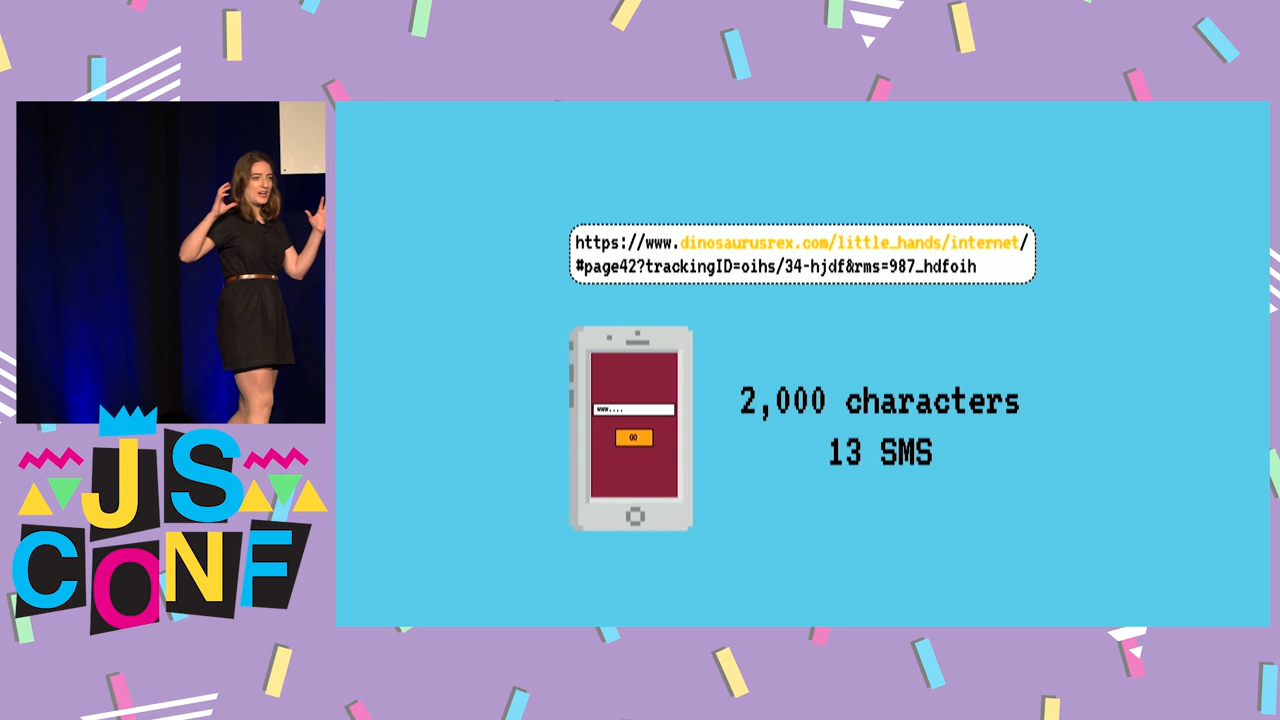 https://www.dinosaurusrex.com/little_hands/internet/
#page42?trackingID=oihs/34-hjdf&rms=987_hdfoih
www....
GO
2,000 characters
13 SMS
JS
CONF